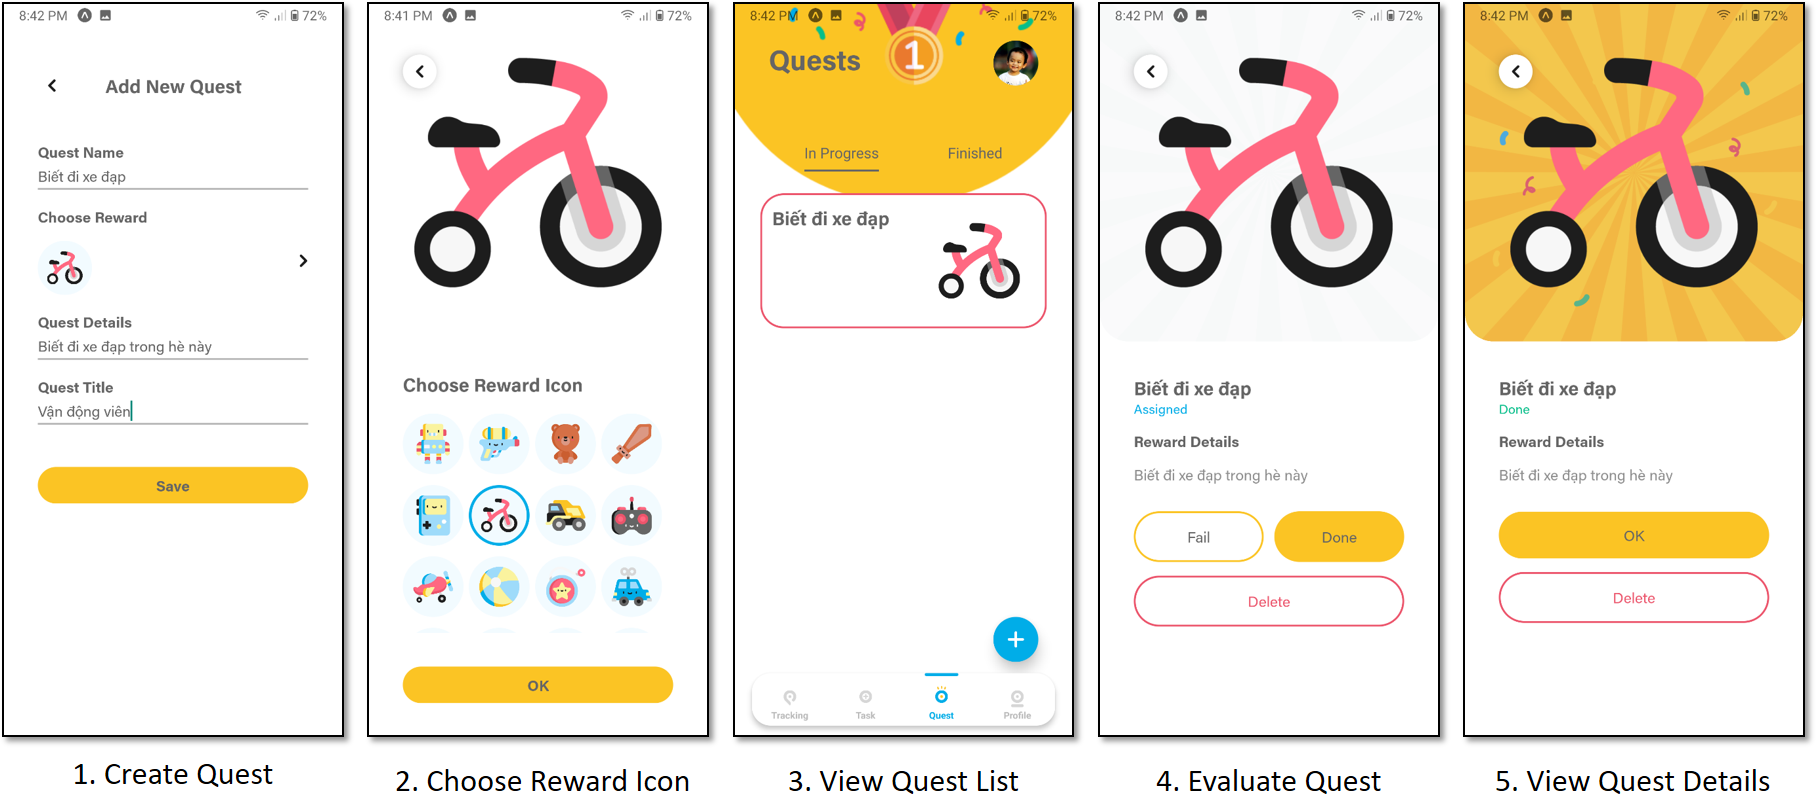 8:42 PM
72%
Add New Quest
Quest Name
Biết đi xe đạp
Choose Reward
Quest Details
Biết đi xe đạp trong hè này
Quest Title
Vận động viên
Save
1. Create Quest
8:41 PM
72%
Choose Reward Icon
OK
2. Choose Reward Icon
8:42 PM
72%
Quests
1
In Progress
Finished
Biết đi xe đạp
Tracking
Task
Quest
Profile
3. View Quest List
8:42 PM
72%
Biết đi xe đạp
Assigned
Reward Details
Biết đi xe đạp trong hè này
Fail
Done
Delete
4. Evaluate Quest
8:42 PM
72%
Biết đi xe đạp
Done
Reward Details
Biết đi xe đạp trong hè này
OK
Delete
5. View Quest Details